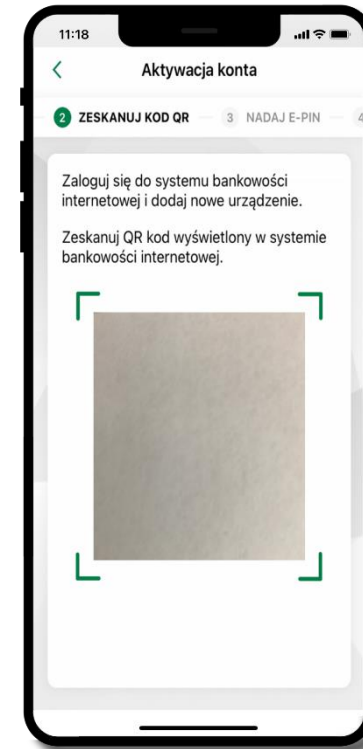 11:18
Aktywacja konta
2 ZESKANUJ KOD QR 3 NADAJ E-PIN 4
Zaloguj się do systemu bankowości
internetowej i dodaj nowe urządzenie.
Zeskanuj QR kod wyświetlony w systemie
bankowości internetowej.